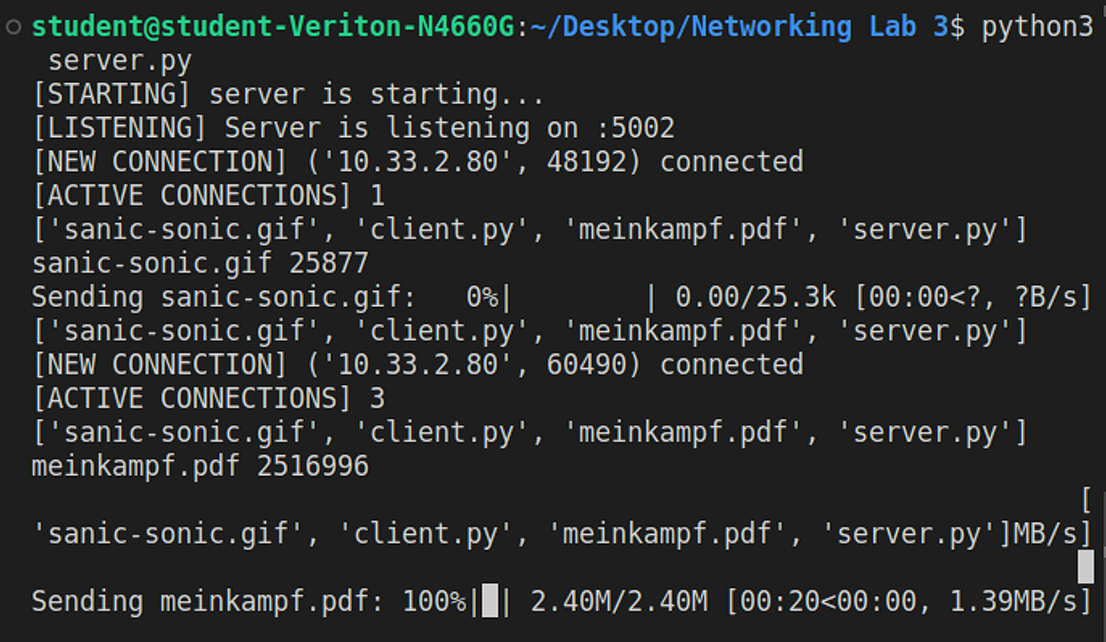 student@student-Veriton-N4660G:~/Desktop/Networking Lab 3$ python3
 server.py
[STARTING] server is starting...
[LISTENING] Server is listening on :5002
[NEW CONNECTION] ('10.33.2.80', 48192) connected
[ACTIVE CONNECTIONS] 1
['sanic-sonic.gif', 'client.py', 'meinkampf.pdf', 'server.py']
sanic-sonic.gif 25877
Sending sanic-sonic.gif:   0%|        | 0.00/25.3k [00:00<?, ?B/s]
['sanic-sonic.gif', 'client.py', 'meinkampf.pdf', 'server.py']
[NEW CONNECTION] ('10.33.2.80', 60490) connected
[ACTIVE CONNECTIONS] 3
['sanic-sonic.gif', 'client.py', 'meinkampf.pdf', 'server.py']
meinkampf.pdf 2516996
[
'sanic-sonic.gif', 'client.py', 'meinkampf.pdf', 'server.py']MB/s]
Sending meinkampf.pdf: 100%|█| 2.40M/2.40M [00:20<00:00, 1.39MB/s]